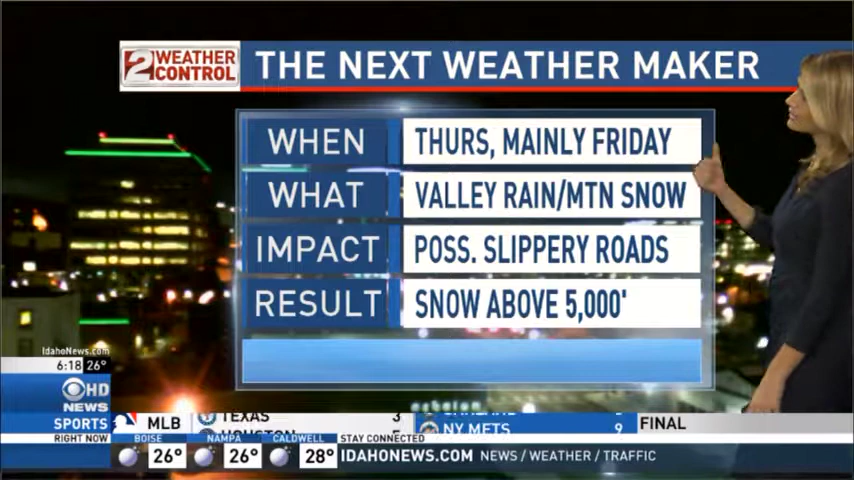 2 WEATHER
CONTROL
THE NEXT WEATHER MAKER
WHEN THURS, MAINLY FRIDAY
WHAT VALLEY RAIN/MTN SNOW
IMPACT POSS. SLIPPERY ROADS
RESULT SNOW ABOVE 5,000'
IdahoNews.com
6:18 26°
CBS HD
NEWS
SPORTS MLB TEXAS 3 FINAL
HOUSTON NY METS 9
RIGHT NOW BOISE NAMPA CALDWELL STAY CONNECTED
26° 26° 28° IDAHONEWS.COM NEWS / WEATHER / TRAFFIC